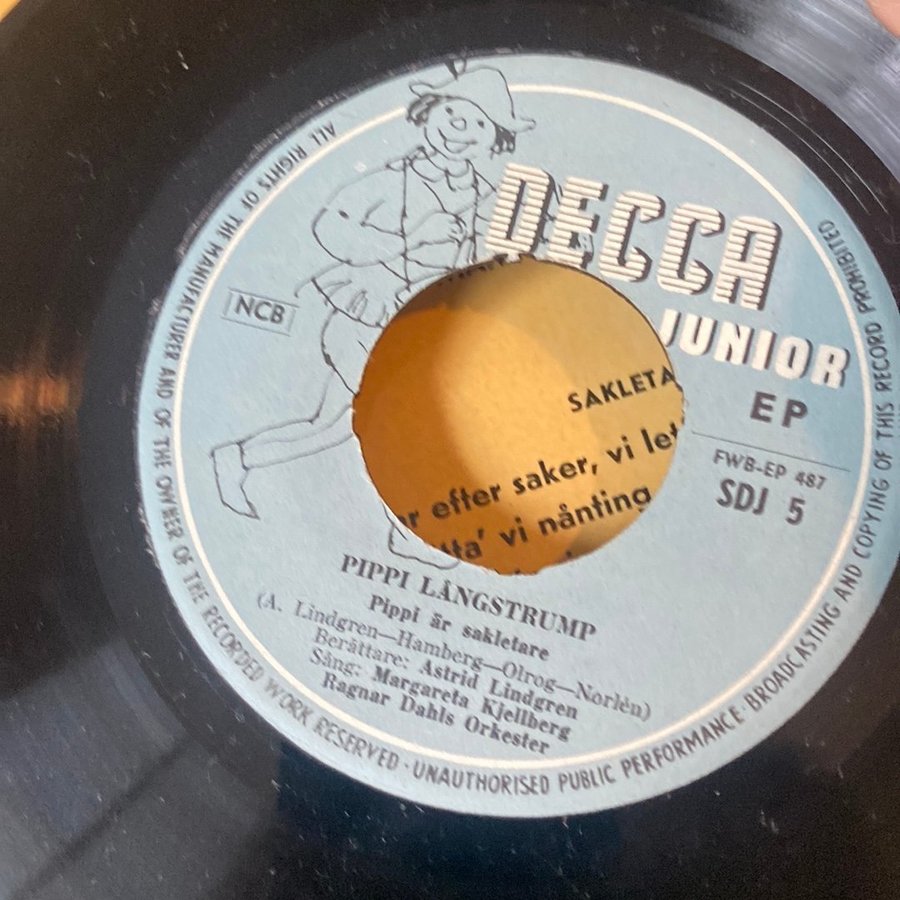 DECCA
JUNIOR
EP
NCB
FWB-EP 487
SDJ 5
SAKLETA
efter saker, vi let
vi nånting
PIPPI LÅNGSTRUMP
Pippi är sakletare
(A. Lindgren—Hamberg—Olrog—Norlén)
Berättare: Astrid Lindgren
Sång: Margareta Kjellberg
Ragnar Dahls Orkester
ALL RIGHTS OF THE MANUFACTURER AND OF THE OWNER OF THE RECORDED WORK RESERVED · UNAUTHORISED PUBLIC PERFORMANCE · BROADCASTING AND COPYING OF THIS RECORD PROHIBITED